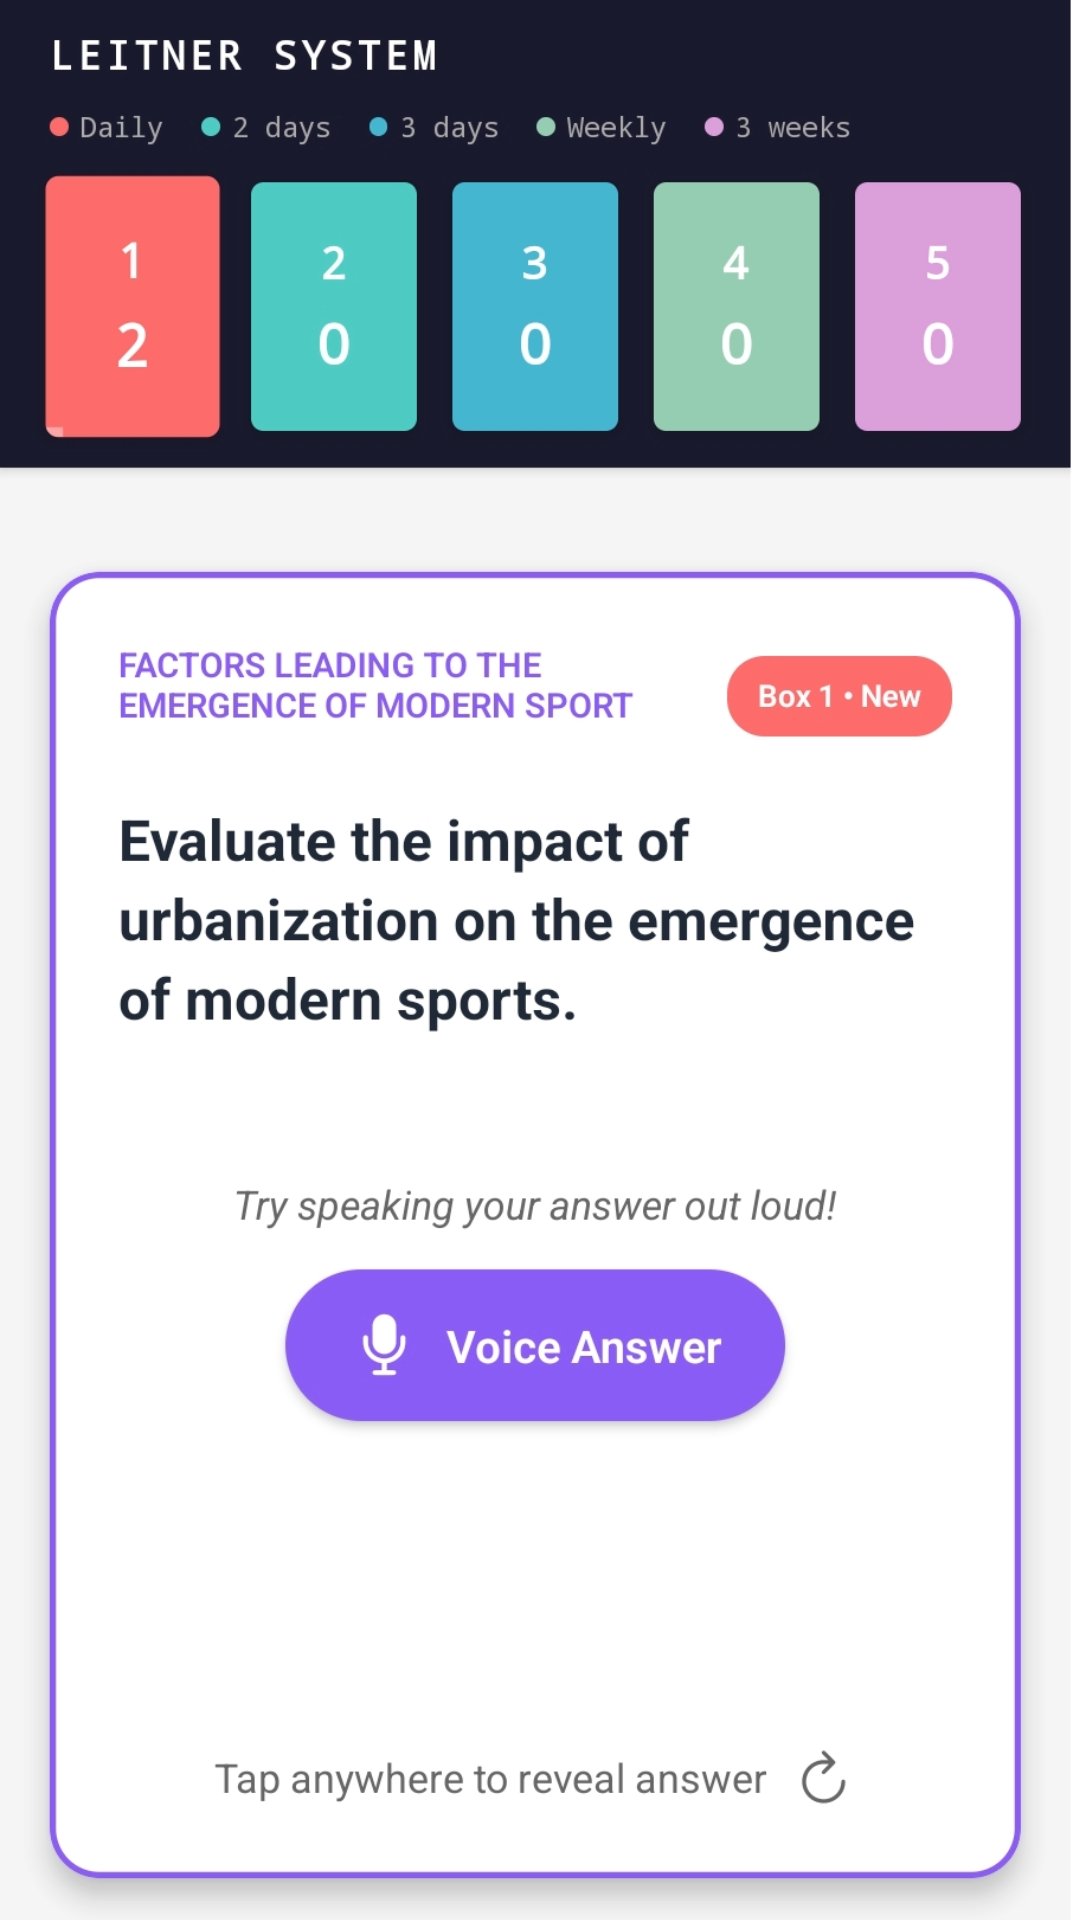 LEITNER SYSTEM
Daily 2 days 3 days Weekly 3 weeks
1 2 3 4 5
2 0 0 0 0
FACTORS LEADING TO THE
EMERGENCE OF MODERN SPORT
Box 1 • New
Evaluate the impact of
urbanization on the emergence
of modern sports.
Try speaking your answer out loud!
Voice Answer
Tap anywhere to reveal answer